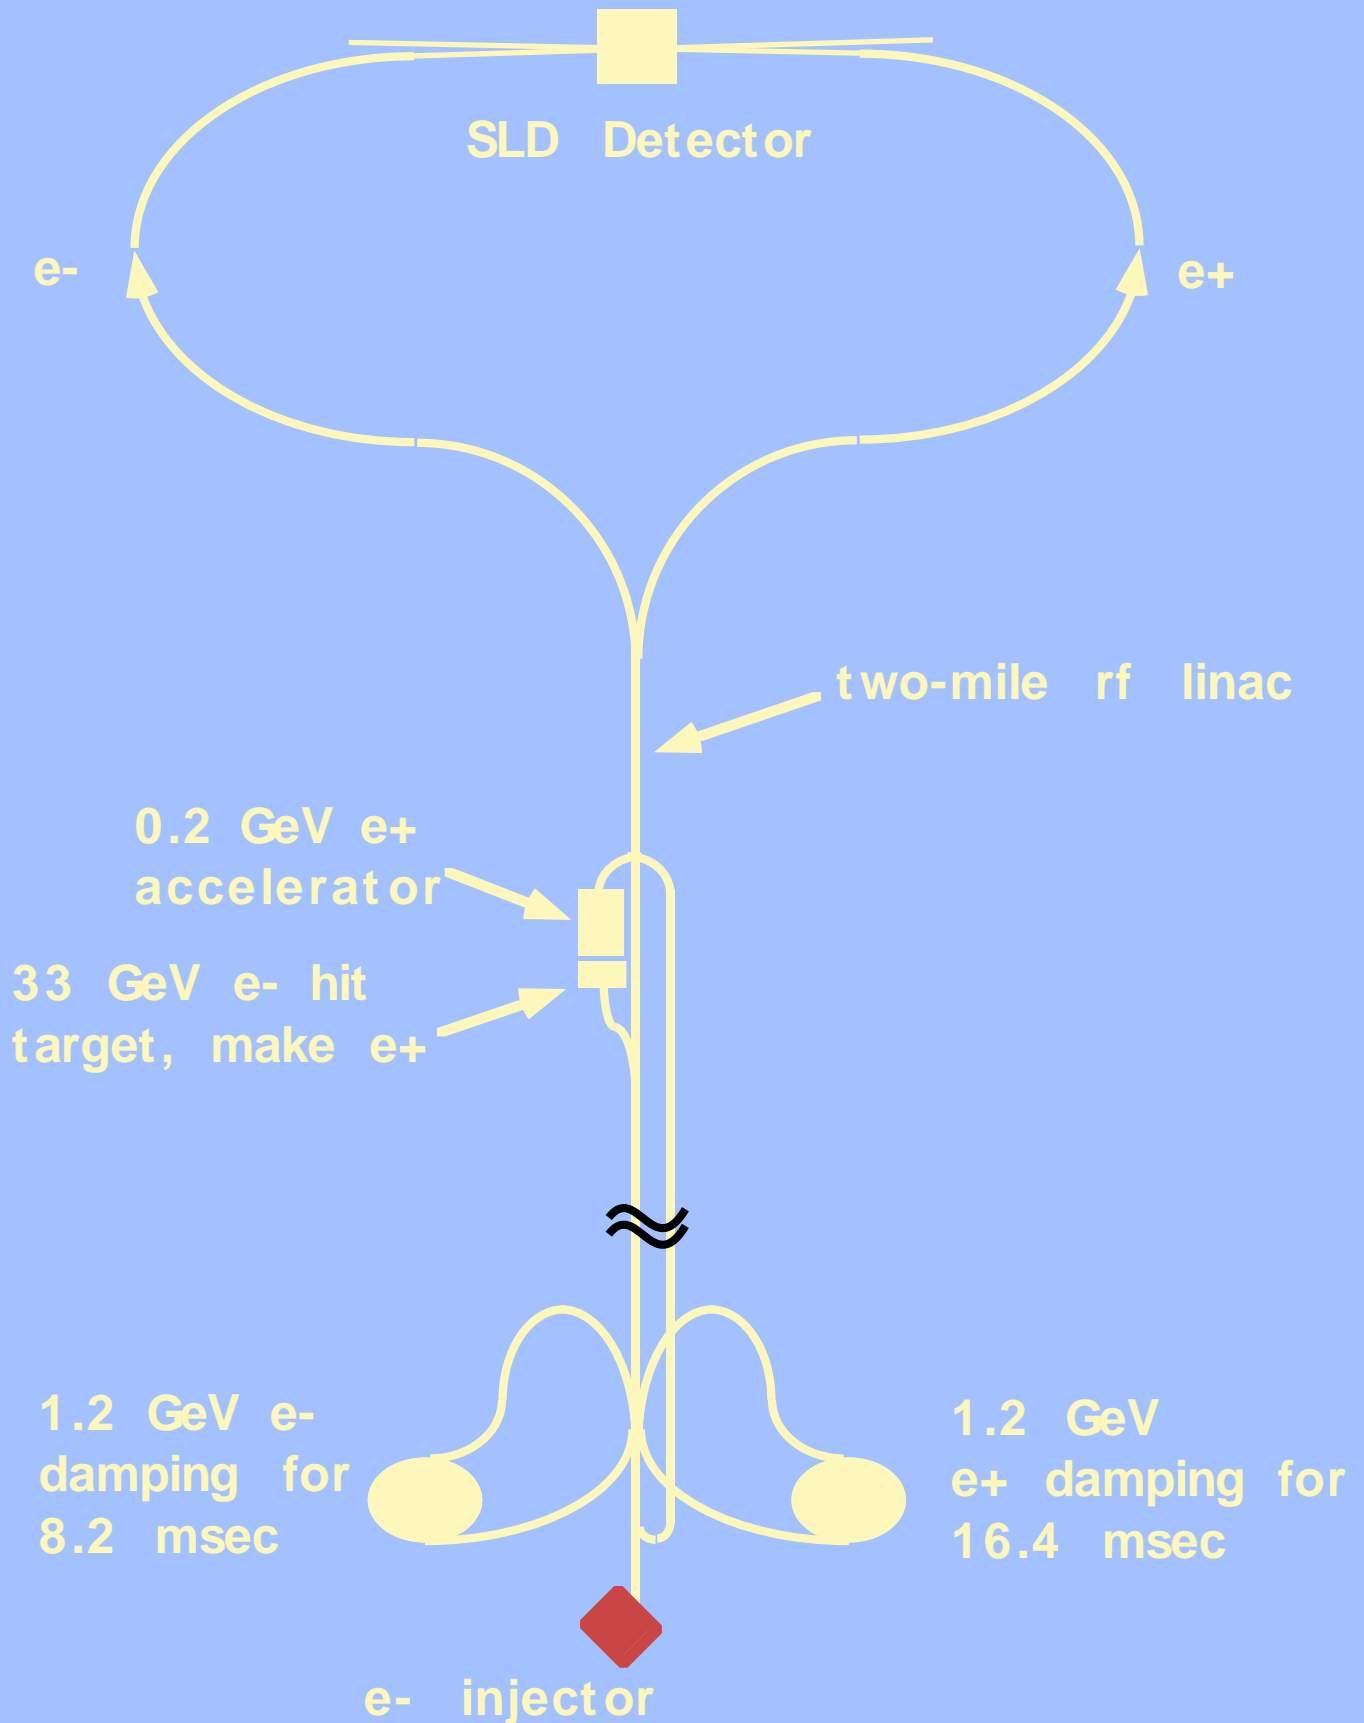 SLD Detector
e-
e+
two-mile rf linac
0.2 GeV e+
accelerator
33 GeV e- hit
target, make e+
1.2 GeV e-
damping for
8.2 msec
1.2 GeV
e+ damping for
16.4 msec
e- injector